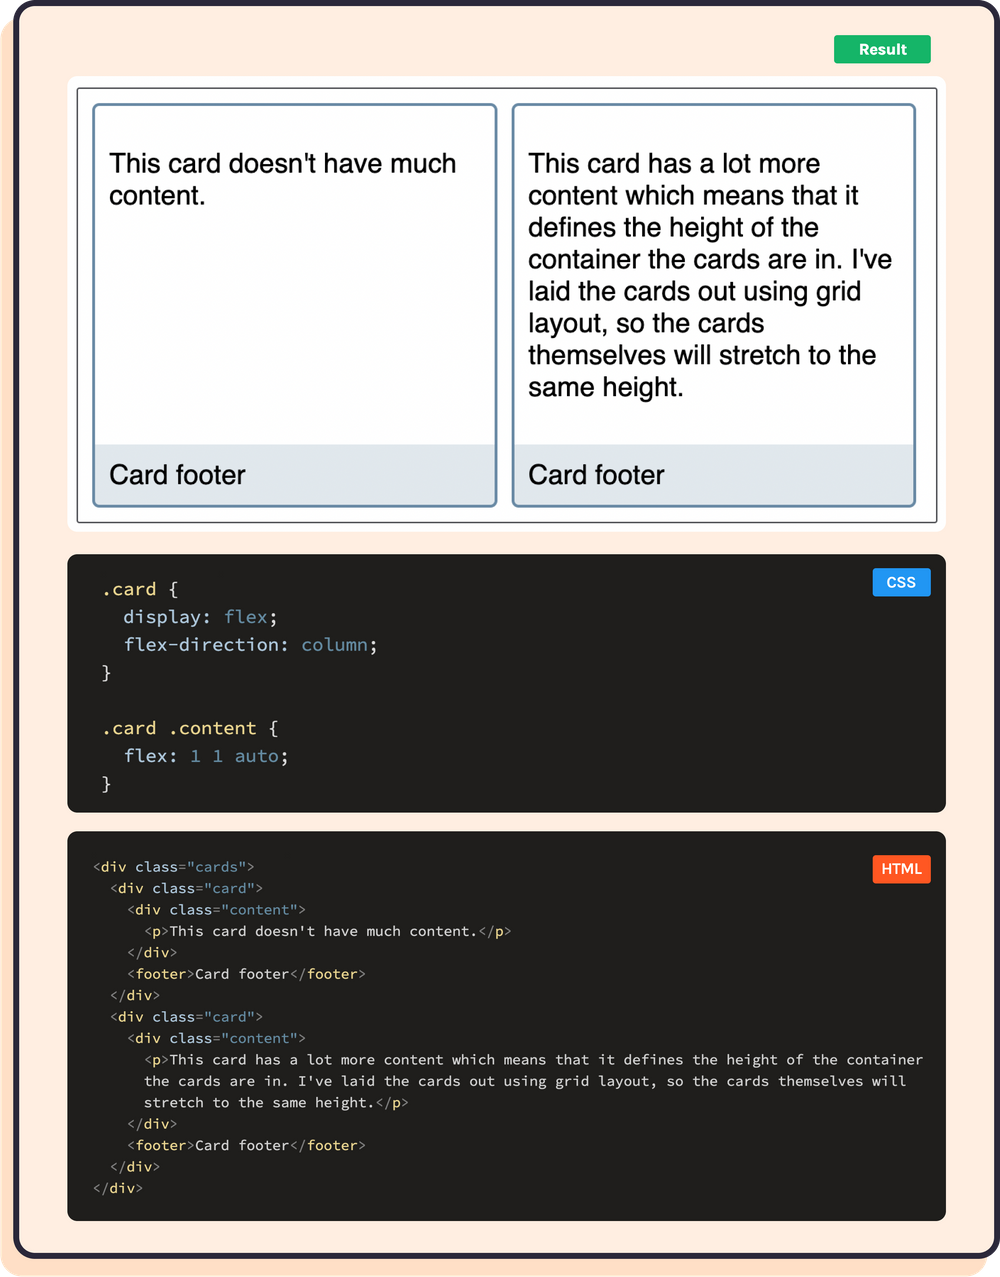 Result
This card doesn't have much
content.
Card footer
This card has a lot more
content which means that it
defines the height of the
container the cards are in. I've
laid the cards out using grid
layout, so the cards
themselves will stretch to the
same height.
Card footer
CSS
.card {
  display: flex;
  flex-direction: column;
}
.card .content {
  flex: 1 1 auto;
}
HTML
<div class="cards">
  <div class="card">
    <div class="content">
      <p>This card doesn't have much content.</p>
    </div>
    <footer>Card footer</footer>
  </div>
  <div class="card">
    <div class="content">
      <p>This card has a lot more content which means that it defines the height of the container
      the cards are in. I've laid the cards out using grid layout, so the cards themselves will
      stretch to the same height.</p>
    </div>
    <footer>Card footer</footer>
  </div>
</div>